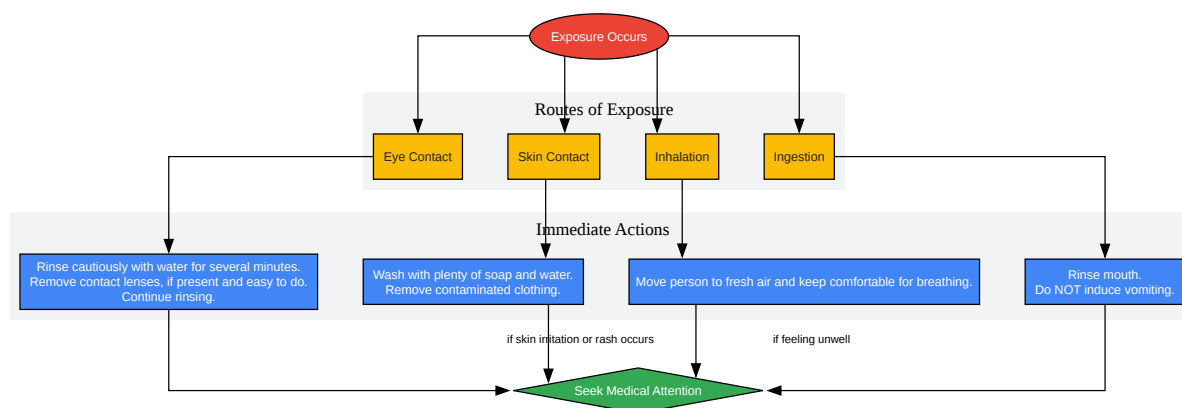 Exposure Occurs
Routes of Exposure
Eye Contact
Skin Contact
Inhalation
Ingestion
Immediate Actions
Rinse cautiously with water for several minutes.
Remove contact lenses, if present and easy to do.
Continue rinsing.
Wash with plenty of soap and water.
Remove contaminated clothing.
Move person to fresh air and keep comfortable for breathing.
Rinse mouth.
Do NOT induce vomiting.
if skin irritation or rash occurs
if feeling unwell
Seek Medical Attention